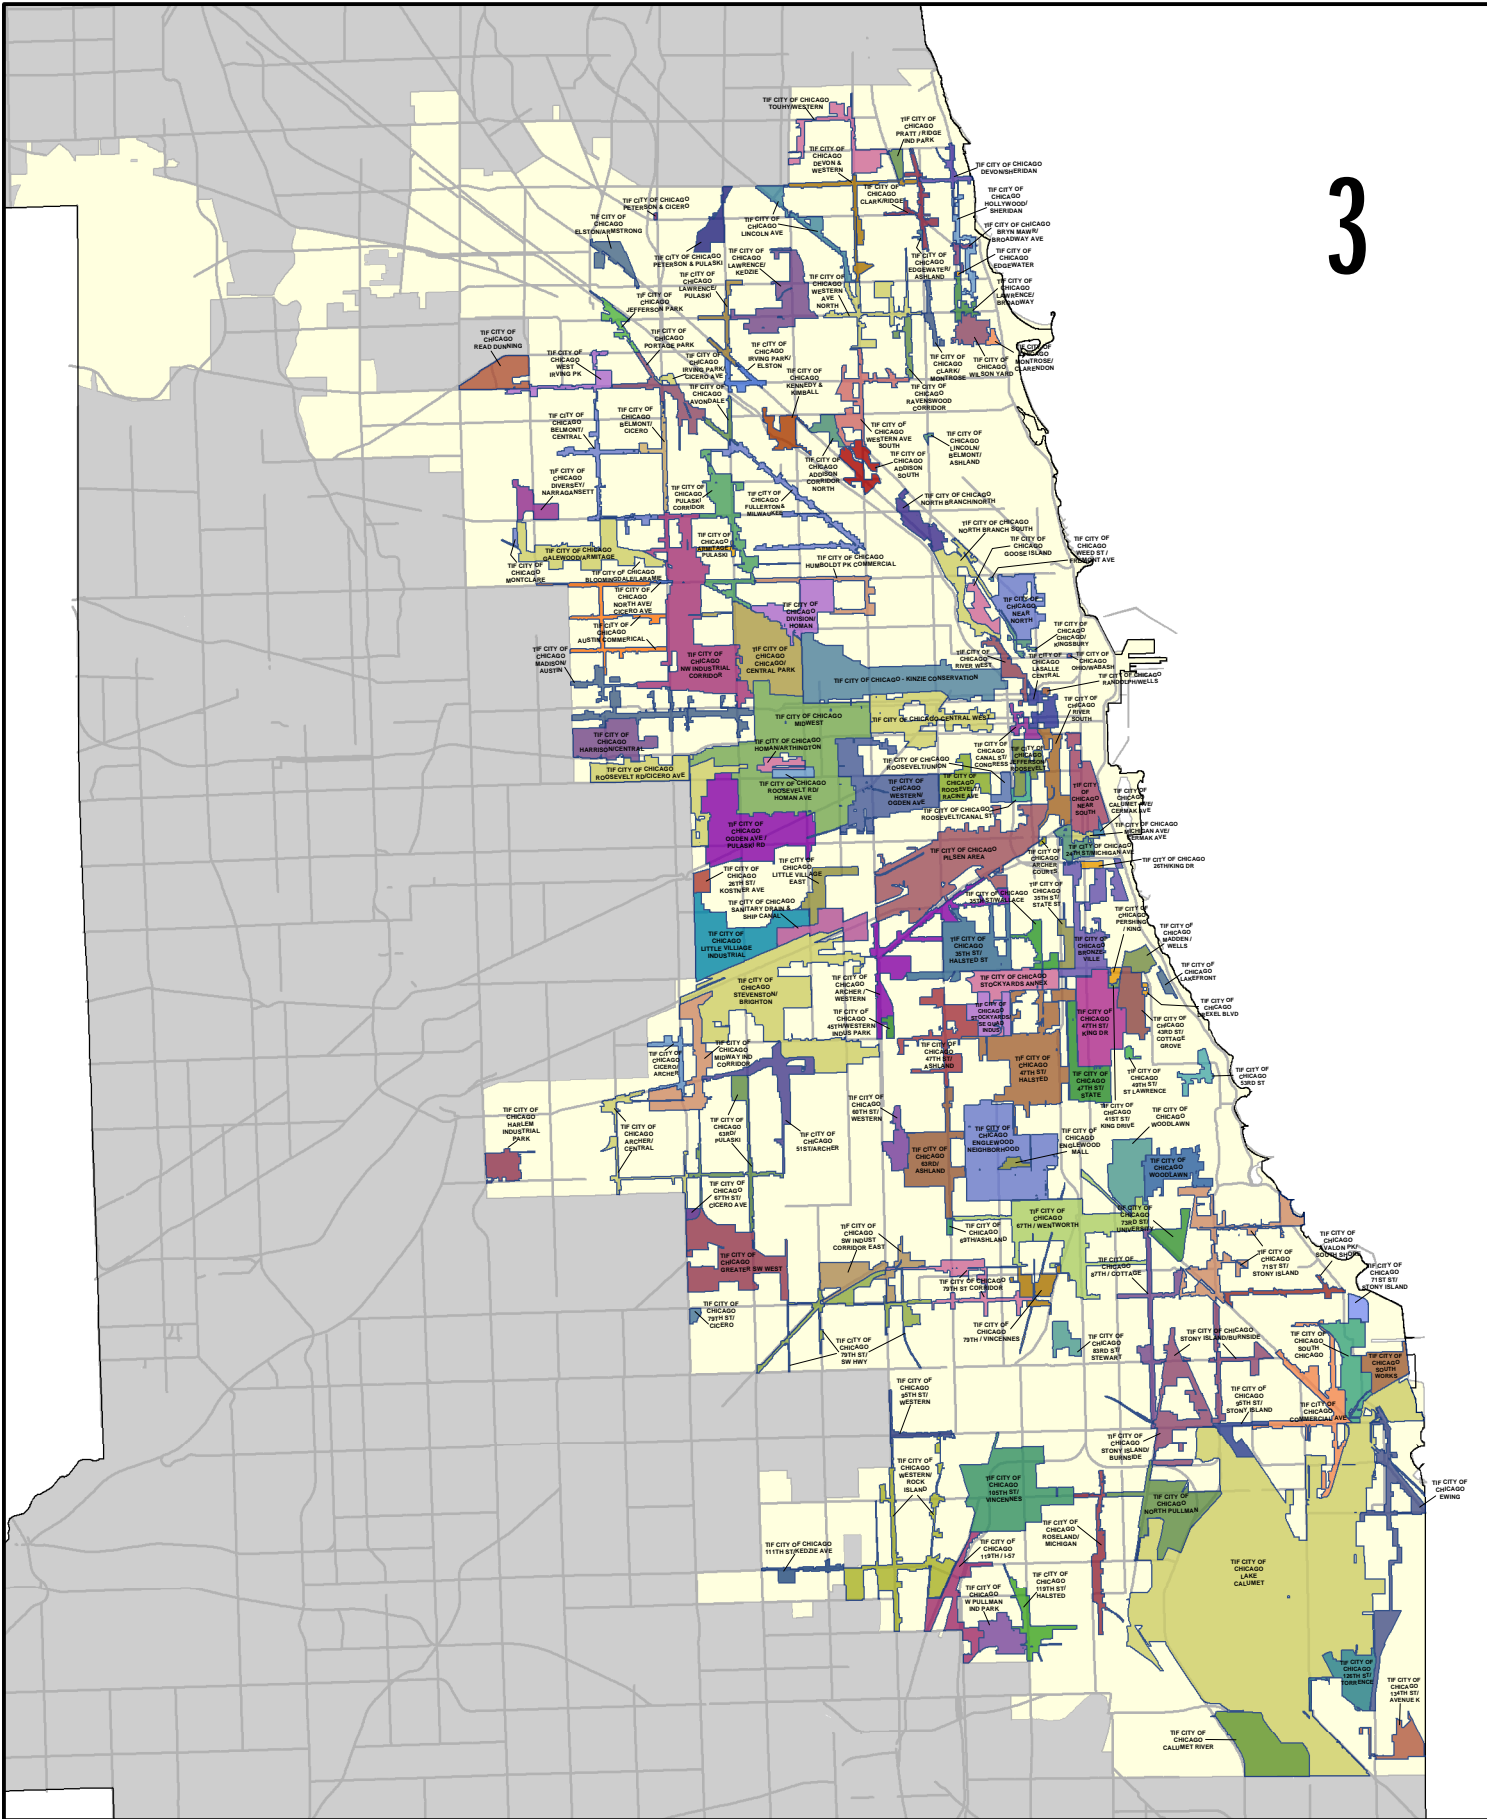 3
TIF CITY OF CHICAGO
TOUHY/WESTERN
TIF CITY OF
CHICAGO
PRATT / RIDGE
IND PARK
TIF CITY OF
CHICAGO
DEVON &
WESTERN
TIF CITY OF CHICAGO
DEVON/SHERIDAN
TIF CITY OF
CHICAGO
CLARK/RIDGE
TIF CITY OF
CHICAGO
HOLLYWOOD/
SHERIDAN
TIF CITY OF CHICAGO
PETERSON & CICERO
TIF CITY OF
CHICAGO
ELSTON/ARMSTRONG
TIF CITY OF
CHICAGO
LINCOLN AVE
TIF CITY OF CHICAGO
BRYN MAWR/
BROADWAY AVE
TIF CITY OF CHICAGO
PETERSON & PULASKI
TIF CITY OF
CHICAGO
LAWRENCE/
KEDZIE
TIF CITY OF
CHICAGO
EDGEWATER/
ASHLAND
TIF CITY OF
CHICAGO
EDGEWATER
TIF CITY OF
CHICAGO
LAWRENCE/
PULASKI
TIF CITY OF
CHICAGO
WESTERN
AVE
NORTH
TIF CITY OF
CHICAGO
LAWRENCE/
BROADWAY
TIF CITY OF
CHICAGO
JEFFERSON PARK
TIF CITY OF
CHICAGO
READ DUNNING
TIF CITY OF
CHICAGO
PORTAGE PARK
TIF CITY OF
CHICAGO
WEST
IRVING PK
TIF CITY OF
CHICAGO
IRVING PARK/
CICERO AVE
TIF CITY OF
CHICAGO
IRVING PARK/
ELSTON
TIF CITY OF
CHICAGO
KENNEDY &
KIMBALL
TIF CITY OF
CHICAGO
CLARK/
MONTROSE
TIF CITY OF
CHICAGO
WILSON YARD
TIF CITY OF
CHICAGO
MONTROSE/
CLARENDON
TIF CITY OF
CHICAGO
AVONDALE
TIF CITY OF
CHICAGO
RAVENSWOOD
CORRIDOR
TIF CITY OF
CHICAGO
BELMONT/
CENTRAL
TIF CITY OF
CHICAGO
BELMONT/
CICERO
TIF CITY OF
CHICAGO
WESTERN AVE
SOUTH
TIF CITY OF
CHICAGO
LINCOLN/
BELMONT/
ASHLAND
TIF CITY OF
CHICAGO
ADDISON
SOUTH
TIF CITY OF
CHICAGO
ADDISON
CORRIDOR
NORTH
TIF CITY OF
CHICAGO
DIVERSEY/
NARRAGANSETT
TIF CITY OF
CHICAGO
PULASKI
CORRIDOR
TIF CITY OF
CHICAGO
FULLERTON &
MILWAUKEE
TIF CITY OF CHICAGO
NORTH BRANCH/NORTH
TIF CITY OF CHICAGO
NORTH BRANCH SOUTH
TIF CITY OF
CHICAGO
GOOSE ISLAND
TIF CITY OF
CHICAGO
WEED ST /
FREMONT AVE
TIF CITY OF
CHICAGO
ARMITAGE/
PULASKI
TIF CITY OF CHICAGO
GALEWOOD/ARMITAGE
TIF CITY OF
CHICAGO
MONTCLARE
TIF CITY OF CHICAGO
BLOOMINGDALE/LARAMIE
TIF CITY OF CHICAGO
HUMBOLDT PK COMMERCIAL
TIF CITY OF
CHICAGO
NORTH AVE/
CICERO AVE
TIF CITY OF
CHICAGO
DIVISION/
HOMAN
TIF CITY OF
CHICAGO
NEAR
NORTH
TIF CITY OF
CHICAGO
AUSTIN COMMERICAL
TIF CITY OF
CHICAGO
CHICAGO/
KINGSBURY
TIF CITY OF
CHICAGO
MADISON/
AUSTIN
TIF CITY OF
CHICAGO
NW INDUSTRIAL
CORRIDOR
TIF CITY OF
CHICAGO
CHICAGO/
CENTRAL PARK
TIF CITY OF
CHICAGO
RIVER WEST
TIF CITY OF
CHICAGO
LASALLE
CENTRAL
TIF CITY OF
CHICAGO
OHIO/WABASH
TIF CITY OF CHICAGO - KINZIE CONSERVATION
TIF CITY OF CHICAGO
RANDOLPH/WELLS
TIF CITY OF
CHICAGO
RIVER
SOUTH
TIF CITY OF CHICAGO
MIDWEST
TIF CITY OF CHICAGO CENTRAL WEST
TIF CITY OF
CHICAGO
HARRISON/CENTRAL
TIF CITY OF CHICAGO
HOMAN/ARTHINGTON
TIF CITY OF
CHICAGO
CANAL ST/
CONGRESS
TIF CITY OF
CHICAGO
JEFFERSON/
ROOSEVELT
TIF CITY OF CHICAGO
ROOSEVELT/UNION
TIF CITY OF CHICAGO
ROOSEVELT RD/CICERO AVE
TIF CITY OF CHICAGO
ROOSEVELT RD/
HOMAN AVE
TIF CITY OF
CHICAGO
WESTERN/
OGDEN AVE
TIF CITY OF
CHICAGO
ROOSEVELT/
RACINE AVE
TIF CITY
OF
CHICAGO
NEAR
SOUTH
TIF CITY OF
CHICAGO
CALUMET AVE/
CERMAK AVE
TIF CITY OF CHICAGO
ROOSEVELT/CANAL ST
TIF CITY OF CHICAGO
MICHIGAN AVE/
CERMAK AVE
TIF CITY OF
CHICAGO
OGDEN AVE /
PULASKI RD
TIF CITY OF CHICAGO
PILSEN AREA
TIF CITY OF CHICAGO
24TH ST/MICHIGAN AVE
TIF CITY OF
CHICAGO
ARCHER
COURTS
TIF CITY OF CHICAGO
26TH/KING DR
TIF CITY OF
CHICAGO
26TH ST/
KOSTNER AVE
TIF CITY OF
CHICAGO
LITTLE VILLAGE
EAST
TIF CITY OF CHICAGO
35TH ST/WALLACE
TIF CITY OF
CHICAGO
35TH ST/
STATE ST
TIF CITY OF CHICAGO
SANITARY DRAIN &
SHIP CANAL
TIF CITY OF
CHICAGO
PERSHING
/ KING
TIF CITY OF
CHICAGO
MADDEN /
WELLS
TIF CITY OF
CHICAGO
LITTLE VILLIAGE
INDUSTRIAL
TIF CITY OF
CHICAGO
35TH ST/
HALSTED ST
TIF CITY OF
CHICAGO
BRONZE
VILLE
TIF CITY OF
CHICAGO
LAKEFRONT
TIF CITY OF
CHICAGO
STEVENSTON/
BRIGHTON
TIF CITY OF
CHICAGO
ARCHER /
WESTERN
TIF CITY OF CHICAGO
STOCKYARDS ANNEX
TIF CITY OF
CHICAGO
DREXEL BLVD
TIF CITY OF
CHICAGO
45TH/WESTERN
INDUS PARK
TIF CITY OF
CHICAGO
STOCKYARDS
SE QUAD
INDUST
TIF CITY OF
CHICAGO
47TH ST/
KING DR
TIF CITY OF
CHICAGO
43RD ST/
COTTAGE
GROVE
TIF CITY OF
CHICAGO
MIDWAY IND
CORRIDOR
TIF CITY OF
CHICAGO
CICERO/
ARCHER
TIF CITY OF
CHICAGO
47TH ST/
ASHLAND
TIF CITY OF
CHICAGO
47TH ST/
HALSTED
TIF CITY OF
CHICAGO
47TH ST/
STATE
TIF CITY OF
CHICAGO
49TH ST/
ST LAWRENCE
TIF CITY OF
CHICAGO
53RD ST
TIF CITY OF
CHICAGO
HARLEM
INDUSTRIAL
PARK
TIF CITY OF
CHICAGO
ARCHER/
CENTRAL
TIF CITY OF
CHICAGO
63RD/
PULASKI
TIF CITY OF
CHICAGO
51ST/ARCHER
TIF CITY OF
CHICAGO
60TH ST/
WESTERN
TIF CITY OF
CHICAGO
41ST ST/
KING DRIVE
TIF CITY OF
CHICAGO
WOODLAWN
TIF CITY OF
CHICAGO
ENGLEWOOD
NEIGHBORHOOD
TIF CITY OF
CHICAGO
ENGLEWOOD
MALL
TIF CITY OF
CHICAGO
63RD/
ASHLAND
TIF CITY OF
CHICAGO
WOODLAWN
TIF CITY OF
CHICAGO
67TH ST/
CICERO AVE
TIF CITY OF
CHICAGO
67TH / WENTWORTH
TIF CITY OF
CHICAGO
73RD ST/
UNIVERSITY
TIF CITY OF
CHICAGO
SW INDUST
CORRIDOR EAST
TIF CITY OF
CHICAGO
69TH/ASHLAND
TIF CITY OF
CHICAGO
GREATER SW WEST
TIF CITY OF
CHICAGO
87TH / COTTAGE
TIF CITY OF
CHICAGO
71ST ST/
STONY ISLAND
TIF CITY OF
CHICAGO
AVALON PK/
SOUTH SHORE
TIF CITY OF
CHICAGO
71ST ST/
STONY ISLAND
TIF CITY OF CHICAGO
79TH ST CORRIDOR
TIF CITY OF
CHICAGO
79TH ST/
CICERO
TIF CITY OF
CHICAGO
79TH / VINCENNES
TIF CITY OF
CHICAGO
79TH ST/
SW HWY
TIF CITY OF
CHICAGO
83RD ST/
STEWART
TIF CITY OF CHICAGO
STONY ISLAND/BURNSIDE
TIF CITY OF
CHICAGO
SOUTH
CHICAGO
TIF CITY OF
CHICAGO
SOUTH
WORKS
TIF CITY OF
CHICAGO
95TH ST/
WESTERN
TIF CITY OF
CHICAGO
95TH ST/
STONY ISLAND
TIF CITY OF
CHICAGO
COMMERCIAL AVE
TIF CITY OF
CHICAGO
STONY ISLAND/
BURNSIDE
TIF CITY OF
CHICAGO
WESTERN/
ROCK
ISLAND
TIF CITY OF
CHICAGO
105TH ST/
VINCENNES
TIF CITY OF
CHICAGO
EWING
TIF CITY OF
CHICAGO
NORTH PULLMAN
TIF CITY OF
CHICAGO
ROSELAND/
MICHIGAN
TIF CITY OF CHICAGO
111TH ST/KEDZIE AVE
TIF CITY OF
CHICAGO
119TH / I-57
TIF CITY OF
CHICAGO
LAKE
CALUMET
TIF CITY OF
CHICAGO
119TH ST/
HALSTED
TIF CITY OF
CHICAGO
W PULLMAN
IND PARK
TIF CITY OF
CHICAGO
126TH ST/
TORRENCE
TIF CITY OF
CHICAGO
134TH ST/
AVENUE K
TIF CITY OF
CHICAGO
CALUMET RIVER